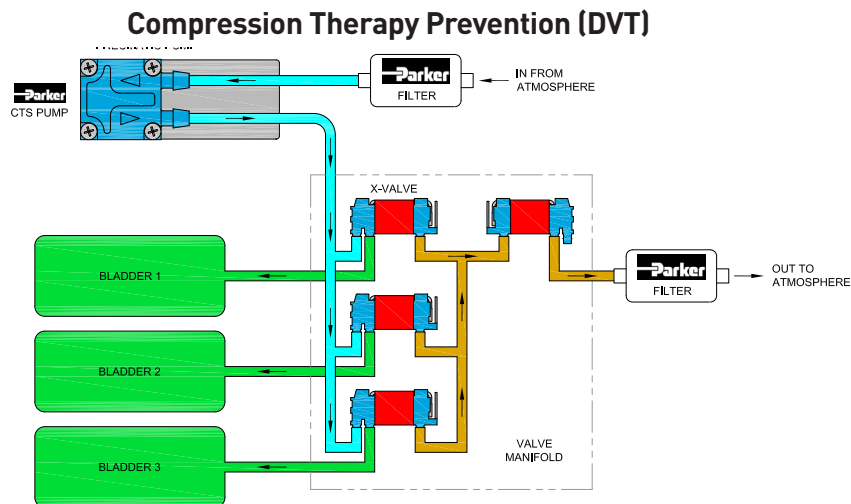 Compression Therapy Prevention (DVT)
Parker
CTS PUMP
Parker
FILTER
IN FROM
ATMOSPHERE
X-VALVE
BLADDER 1
BLADDER 2
BLADDER 3
Parker
FILTER
OUT TO
ATMOSPHERE
VALVE
MANIFOLD